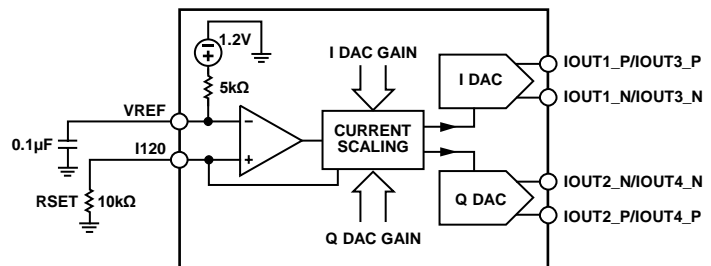 1.2V
I DAC GAIN
5kΩ
VREF
0.1µF
I120
RSET
10kΩ
−
+
CURRENT
SCALING
I DAC
Q DAC
Q DAC GAIN
IOUT1_P/IOUT3_P
IOUT1_N/IOUT3_N
IOUT2_N/IOUT4_N
IOUT2_P/IOUT4_P